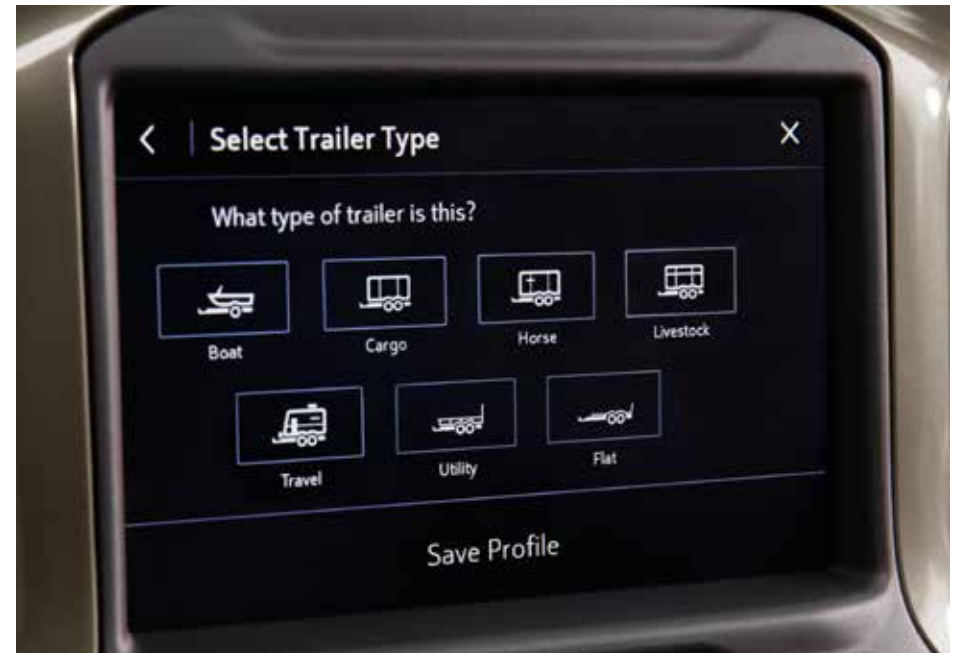 Select Trailer Type
What type of trailer is this?
Boat Cargo Horse Livestock
Travel Utility Flat
Save Profile